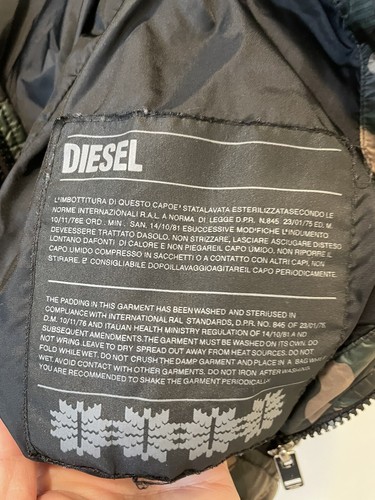 DIESEL
L'IMBOTTITURA DI QUESTO CAPOE' STATALAVATA ESTERILIZZATASECONDO LE
NORME INTERNAZIONALI R.A.L. A NORMA DI LEGGE D.P.R. N.845 23/01/75 ED. M.
10/11/76E ORD. MIN. SAN. 14/10/81 ESUCCESSIVE MODIFICHE L'INDUMENTO
DEVEESSERE TRATTATO DASOLO. NON STRIZZARE, LASCIARE ASCIUGARE DISTESO
LONTANO DAFONTI DI CALORE E NON PIEGAREIL CAPO UMIDO. NON RIPORRE IL
CAPO UMIDO COMPRESSO IN SACCHETTI O A CONTATTO CON ALTRI CAPI, NON
STIRARE. E' CONSIGLIABILE DOPOILLAVAGGIOAGITAREIL CAPO PERIODICAMENTE.
THE PADDING IN THIS GARMENT HAS BEEN WASHED AND STERIUSED IN
COMPLIANCE WITH INTERNATIONAL RAL STANDARDS, D.P.R. NO. 845 OF 23/01/75,
D.M. 10/11/76 AND ITAUAN HEALTH MINISTRY REGULATION OF 14/10/81 AND
SUBSEQUENT AMENDMENTS.THE GARMENT MUST BE WASHED ON ITS OWN. DO
NOT WRING. LEAVE TO DRY. SPREAD OUT AWAY FROM HEAT SOURCES. DO NOT
FOLD WHILE WET. DO NOT CRUSH THE DAMP GARMENT AND PLACE IN A BAG WHEN
WET. ACID CONTACT WITH OTHER GARMENTS. DO NOT IRON AFTER WASHING
YOU ARE RECOMMENDED TO SHAKE THE GARMENT PERIODICALLY